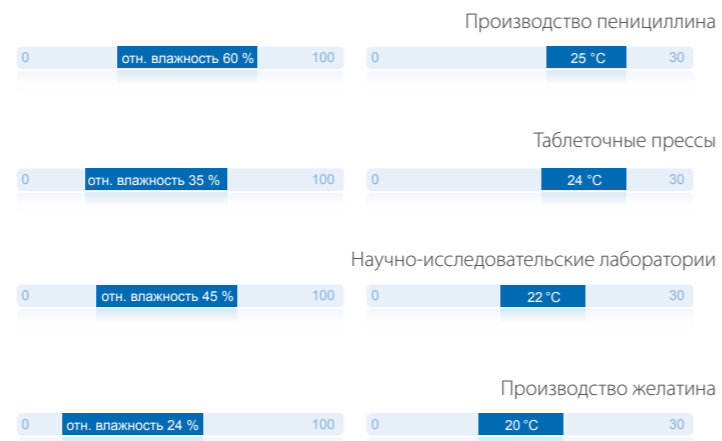 Производство пенициллина
0 отн. влажность 60 % 100 0 25 °C 30
Таблеточные прессы
0 отн. влажность 35 % 100 0 24 °C 30
Научно-исследовательские лаборатории
0 отн. влажность 45 % 100 0 22 °C 30
Производство желатина
0 отн. влажность 24 % 100 0 20 °C 30